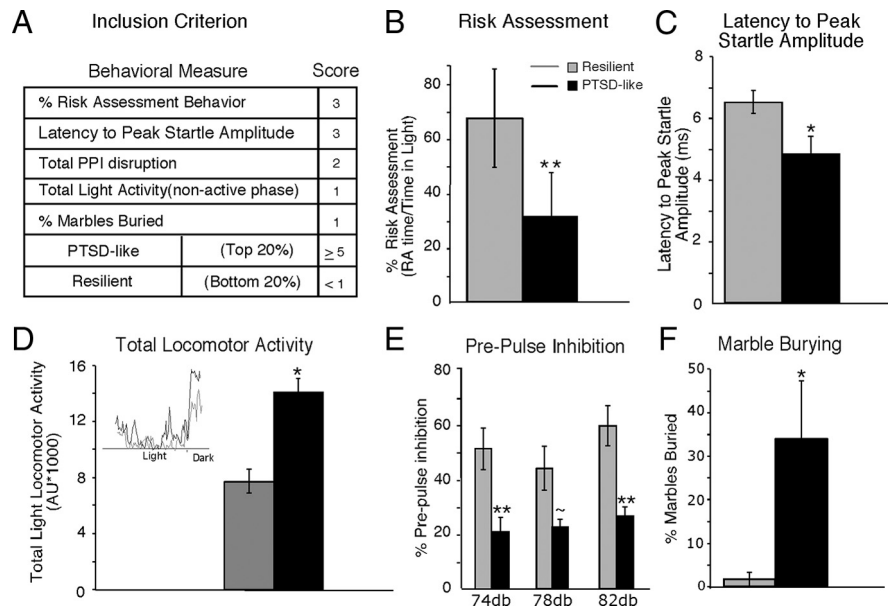 A Inclusion Criterion
Behavioral Measure Score
% Risk Assessment Behavior 3
Latency to Peak Startle Amplitude 3
Total PPI disruption 2
Total Light Activity(non-active phase) 1
% Marbles Buried 1
PTSD-like (Top 20%) ≥ 5
Resilient (Bottom 20%) < 1
B Risk Assessment
% Risk Assessment
(RA time/Time in Light)
80
60
40
20
0
Resilient
PTSD-like
**
C Latency to Peak
Startle Amplitude
Latency to Peak Startle
Amplitude (ms)
8
6
4
2
0
*
D Total Locomotor Activity
Total Light Locomotor Activity
(AU*1000)
16
12
8
4
0
Light Dark
*
E Pre-Pulse Inhibition
% Pre-pulse inhibition
80
60
40
20
0
** ~ **
74db 78db 82db
F Marble Burying
% Marbles Buried
50
40
30
20
10
0
*